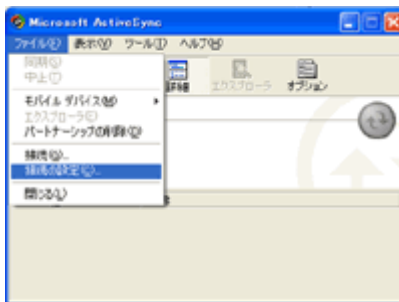 Microsoft ActiveSync
ファイル(F) 表示(V) ツール(T) ヘルプ(H)
同期(S)
中止(T)
詳細 エクスプローラ オプション
モバイル デバイス(M)
エクスプローラ(E)
パートナーシップの削除(D)
接続(G)...
接続の設定(C)...
閉じる(L)